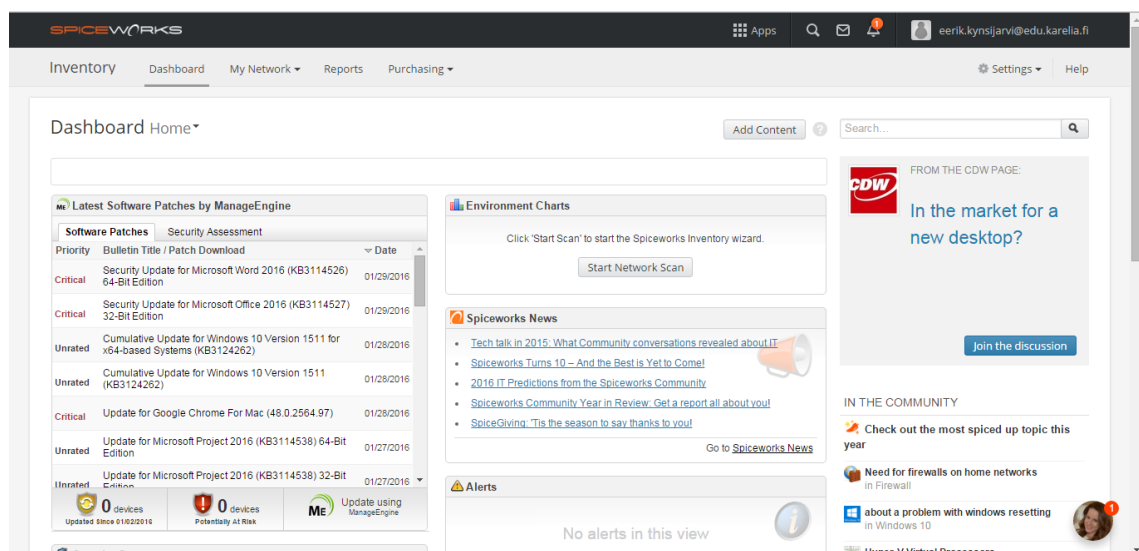 SPICEWORKS
Apps
1
eerik.kynsijarvi@edu.karelia.fi
Inventory
Dashboard
My Network
Reports
Purchasing
Settings
Help
Dashboard Home
Add Content
?
Search...
ME Latest Software Patches by ManageEngine
Software Patches
Security Assessment
Priority
Bulletin Title / Patch Download
Date
Critical
Security Update for Microsoft Word 2016 (KB3114526)
64-Bit Edition
01/29/2016
Critical
Security Update for Microsoft Office 2016 (KB3114527)
32-Bit Edition
01/29/2016
Unrated
Cumulative Update for Windows 10 Version 1511 for
x64-based Systems (KB3124262)
01/28/2016
Unrated
Cumulative Update for Windows 10 Version 1511
(KB3124262)
01/28/2016
Critical
Update for Google Chrome For Mac (48.0.2564.97)
01/28/2016
Unrated
Update for Microsoft Project 2016 (KB3114538) 64-Bit
Edition
01/27/2016
Unrated
Update for Microsoft Project 2016 (KB3114538) 32-Bit
Edition
01/27/2016
0 devices
Updated Since 01/02/2016
0 devices
Potentially At Risk
ME
Update using
ManageEngine
Environment Charts
Click 'Start Scan' to start the Spiceworks Inventory wizard.
Start Network Scan
Spiceworks News
Tech talk in 2015: What Community conversations revealed about IT
Spiceworks Turns 10 – And the Best is Yet to Come!
2016 IT Predictions from the Spiceworks Community
Spiceworks Community Year in Review: Get a report all about you!
SpiceGiving: 'Tis the season to say thanks to you!
Go to Spiceworks News
Alerts
No alerts in this view
CDW
FROM THE CDW PAGE:
In the market for a
new desktop?
Join the discussion
IN THE COMMUNITY
Check out the most spiced up topic this
year
Need for firewalls on home networks
in Firewall
about a problem with windows resetting
in Windows 10
1